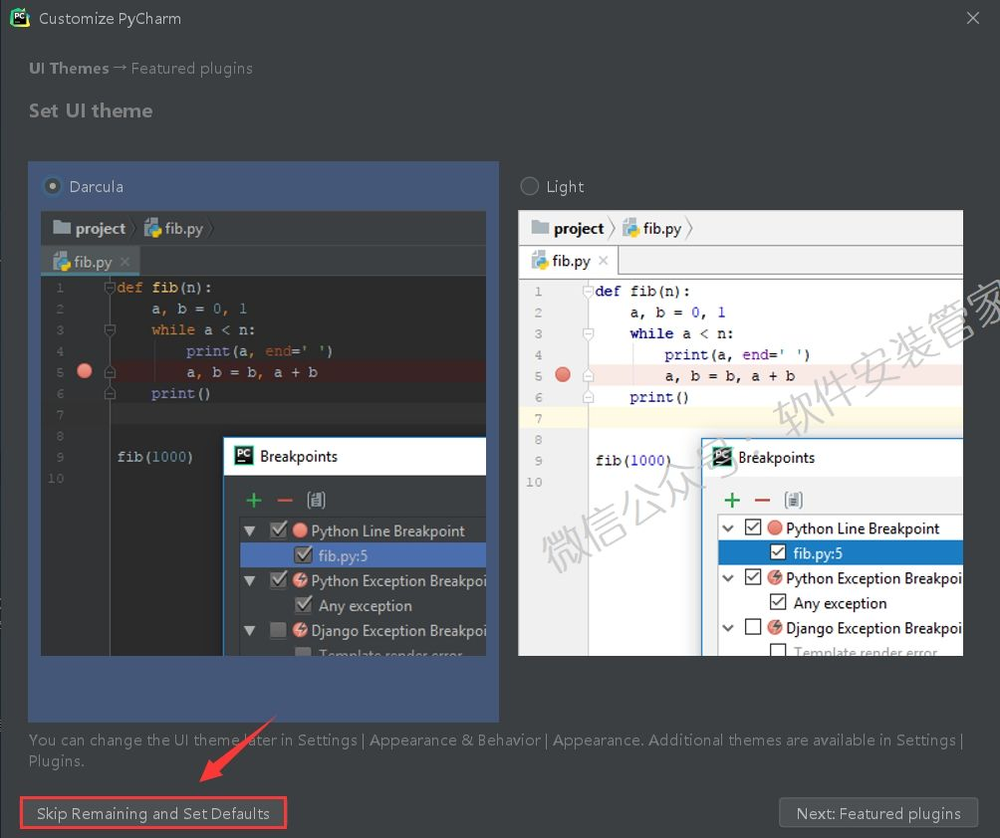 Customize PyCharm
UI Themes → Featured plugins
Set UI theme
Darcula
project
fib.py
fib.py
1 def fib(n):
2 a, b = 0, 1
3 while a < n:
4 print(a, end=' ')
5 a, b = b, a + b
6 print()
7
8
9 fib(1000)
10
PC Breakpoints
Python Line Breakpoint
fib.py:5
Python Exception Breakpoi
Any exception
Django Exception Breakpoi
Template render error
Light
project
fib.py
fib.py
1 def fib(n):
2 a, b = 0, 1
3 while a < n:
4 print(a, end=' ')
5 a, b = b, a + b
6 print()
7
8
9 fib(1000)
10
PC Breakpoints
Python Line Breakpoint
fib.py:5
Python Exception Breakpoi
Any exception
Django Exception Breakpoi
Template render error
微信公众号：软件安装管家
You can change the UI theme later in Settings | Appearance & Behavior | Appearance. Additional themes are available in Settings |
Plugins.
Skip Remaining and Set Defaults
Next: Featured plugins